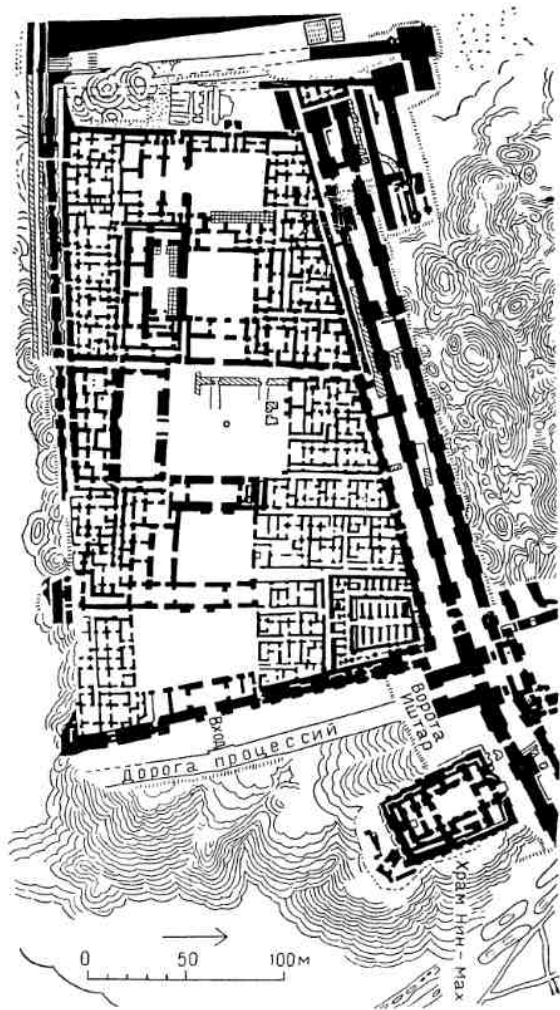 Вход
Дорога процессий
Ворота
Иштар
Храм Нин-Мах
0 50 100м